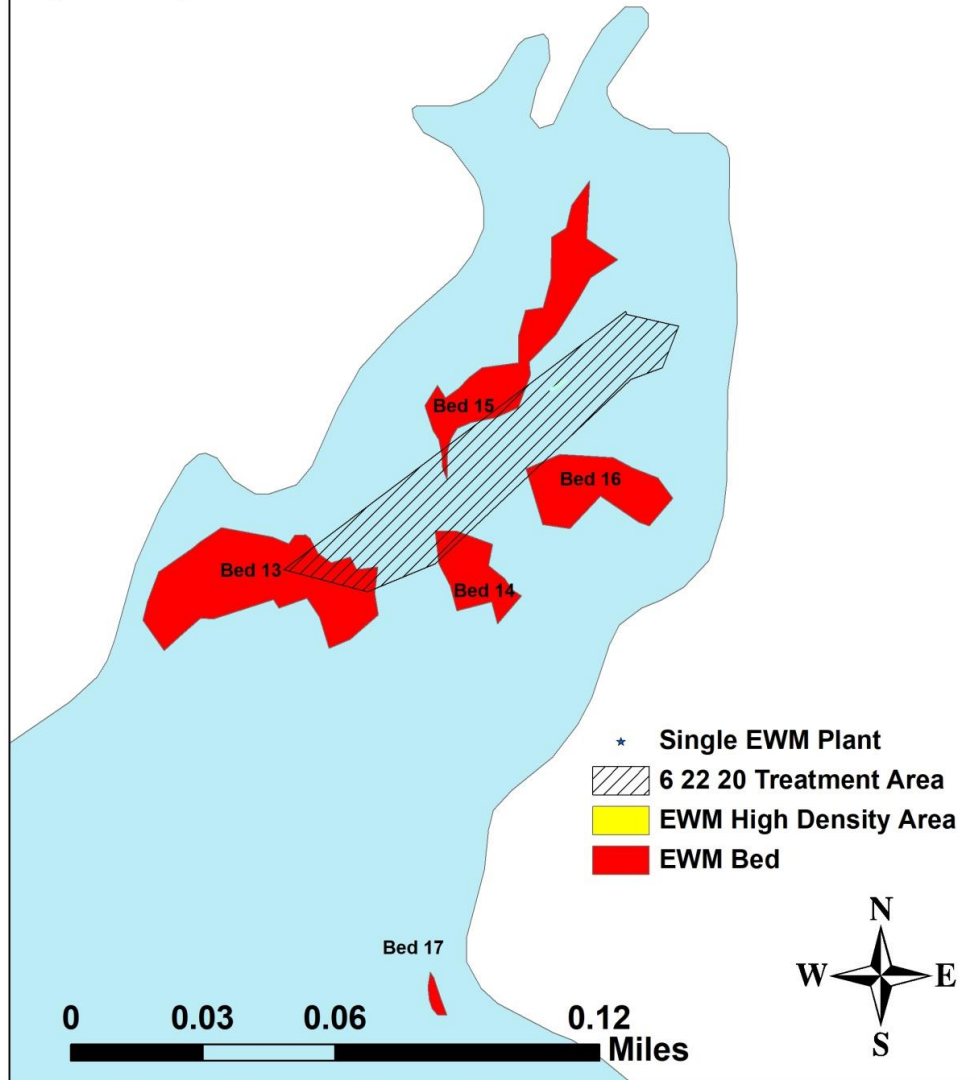 Bed 15
Bed 16
Bed 13
Bed 14
Single EWM Plant
6 22 20 Treatment Area
EWM High Density Area
EWM Bed
Bed 17
N
W E
S
0 0.03 0.06 0.12
Miles